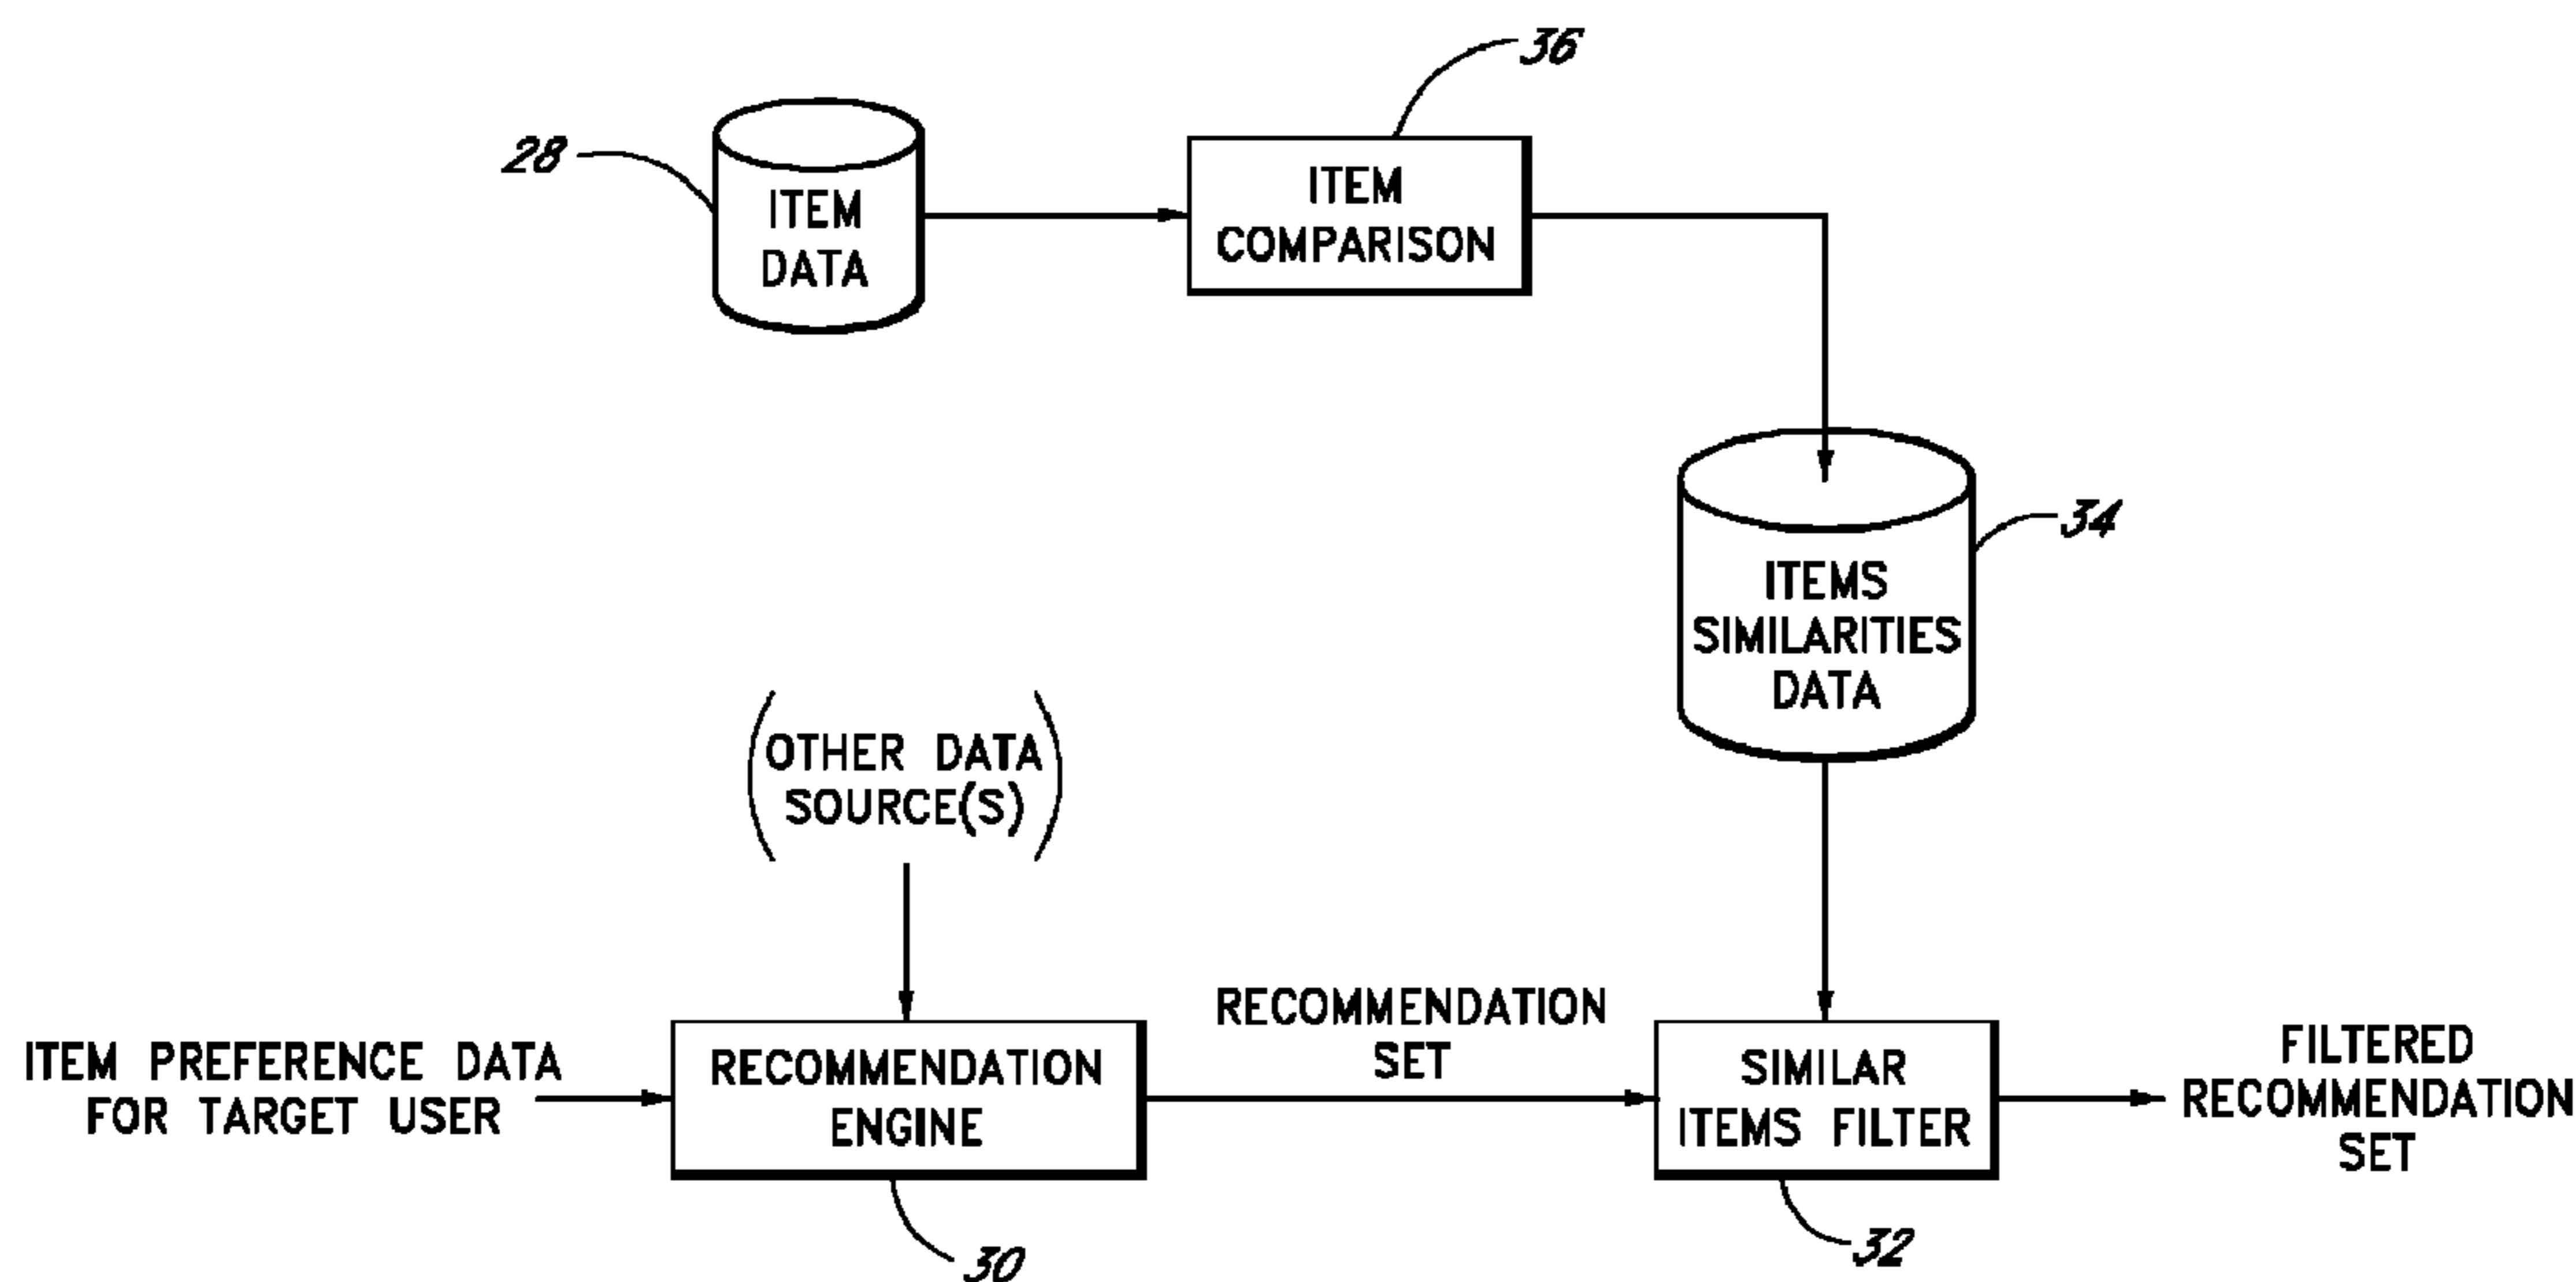 36
28
ITEM
DATA
ITEM
COMPARISON
34
ITEMS
SIMILARITIES
DATA
(OTHER DATA
SOURCE(S))
ITEM PREFERENCE DATA
FOR TARGET USER
RECOMMENDATION
ENGINE
RECOMMENDATION
SET
SIMILAR
ITEMS FILTER
FILTERED
RECOMMENDATION
SET
30
32